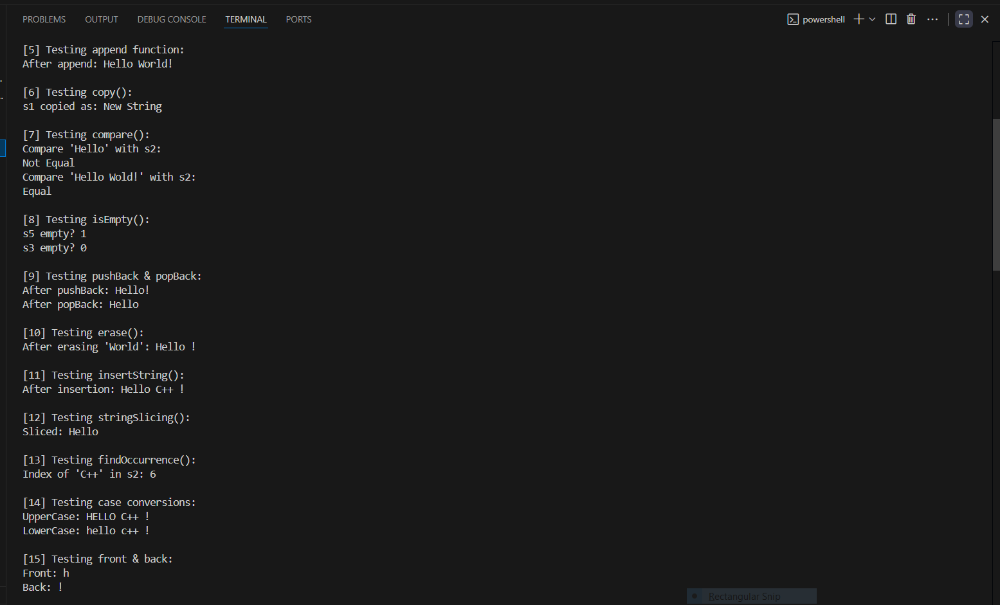 PROBLEMS OUTPUT DEBUG CONSOLE TERMINAL PORTS powershell
[5] Testing append function:
After append: Hello World!
[6] Testing copy():
s1 copied as: New String
[7] Testing compare():
Compare 'Hello' with s2:
Not Equal
Compare 'Hello Wold!' with s2:
Equal
[8] Testing isEmpty():
s5 empty? 1
s3 empty? 0
[9] Testing pushBack & popBack:
After pushBack: Hello!
After popBack: Hello
[10] Testing erase():
After erasing 'World': Hello !
[11] Testing insertString():
After insertion: Hello C++ !
[12] Testing stringSlicing():
Sliced: Hello
[13] Testing findOccurrence():
Index of 'C++' in s2: 6
[14] Testing case conversions:
UpperCase: HELLO C++ !
LowerCase: hello c++ !
[15] Testing front & back:
Front: h
Back: !
Rectangular Snip